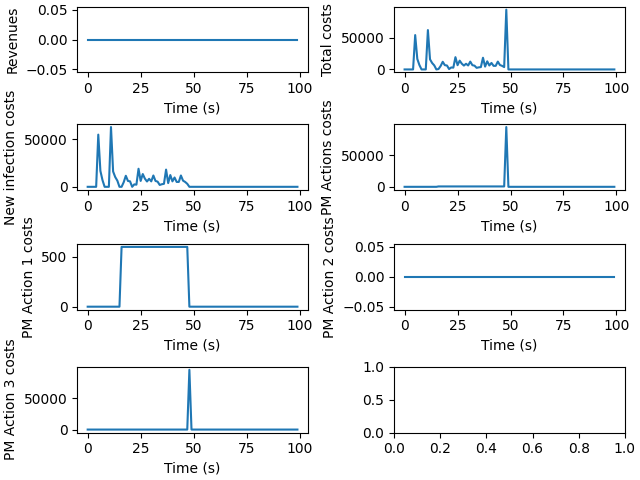 Revenues
0.05
0.00
−0.05
0 25 50 75 100
Time (s)
Total costs
50000
0
0 25 50 75 100
Time (s)
New infection costs
50000
0
0 25 50 75 100
Time (s)
PM Actions costs
50000
0
0 25 50 75 100
Time (s)
PM Action 1 costs
500
0
0 25 50 75 100
Time (s)
PM Action 2 costs
0.05
0.00
−0.05
0 25 50 75 100
Time (s)
PM Action 3 costs
50000
0
0 25 50 75 100
Time (s)
1.0
0.5
0.0
0.0 0.2 0.4 0.6 0.8 1.0